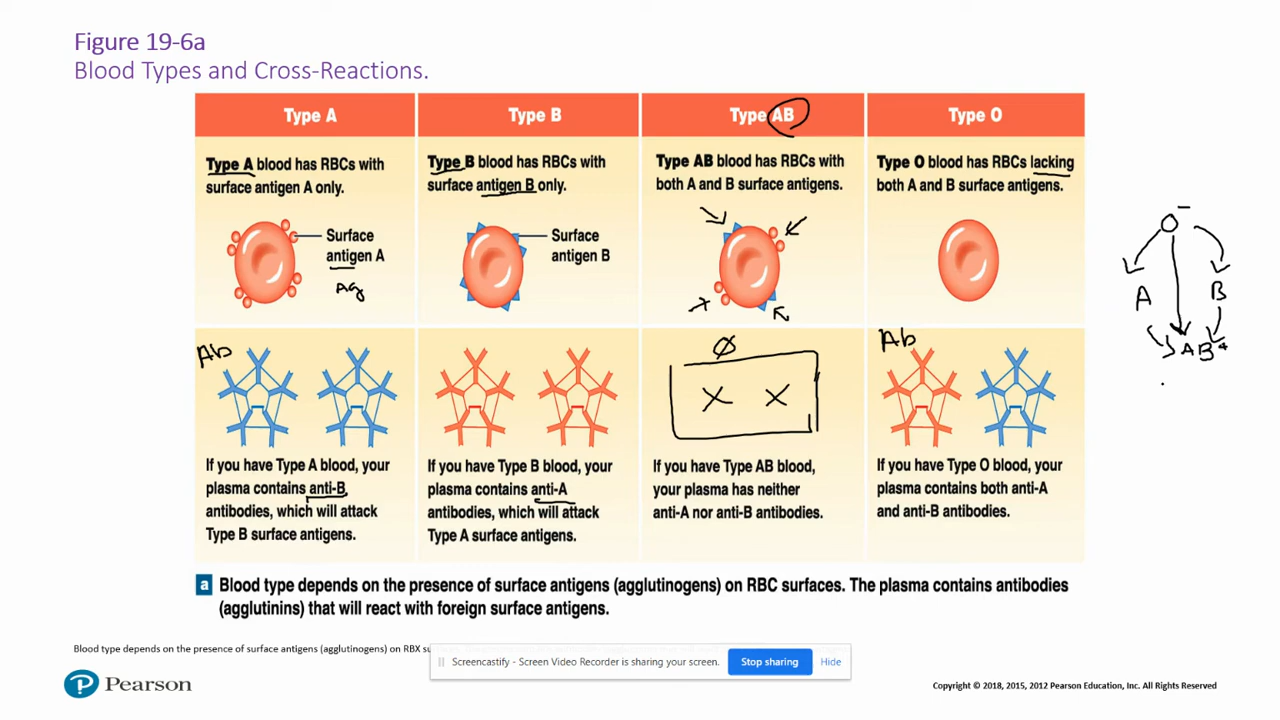 Figure 19-6a
Blood Types and Cross-Reactions.
Type A
Type B
Type AB
Type O
Type A blood has RBCs with
surface antigen A only.
Surface
antigen A
Ag
Type B blood has RBCs with
surface antigen B only.
Surface
antigen B
Type AB blood has RBCs with
both A and B surface antigens.
Type O blood has RBCs lacking
both A and B surface antigens.
O-
A
B
AB+
Ab
If you have Type A blood, your
plasma contains anti-B
antibodies, which will attack
Type B surface antigens.
If you have Type B blood, your
plasma contains anti-A
antibodies, which will attack
Type A surface antigens.
Ø
X X
If you have Type AB blood,
your plasma has neither
anti-A nor anti-B antibodies.
Ab
If you have Type O blood, your
plasma contains both anti-A
and anti-B antibodies.
a Blood type depends on the presence of surface antigens (agglutinogens) on RBC surfaces. The plasma contains antibodies
(agglutinins) that will react with foreign surface antigens.
Blood type depends on the presence of surface antigens (agglutinogens) on RBX
Screencastify - Screen Video Recorder is sharing your screen.
Stop sharing
Hide
P Pearson
Copyright © 2018, 2015, 2012 Pearson Education, Inc. All Rights Reserved